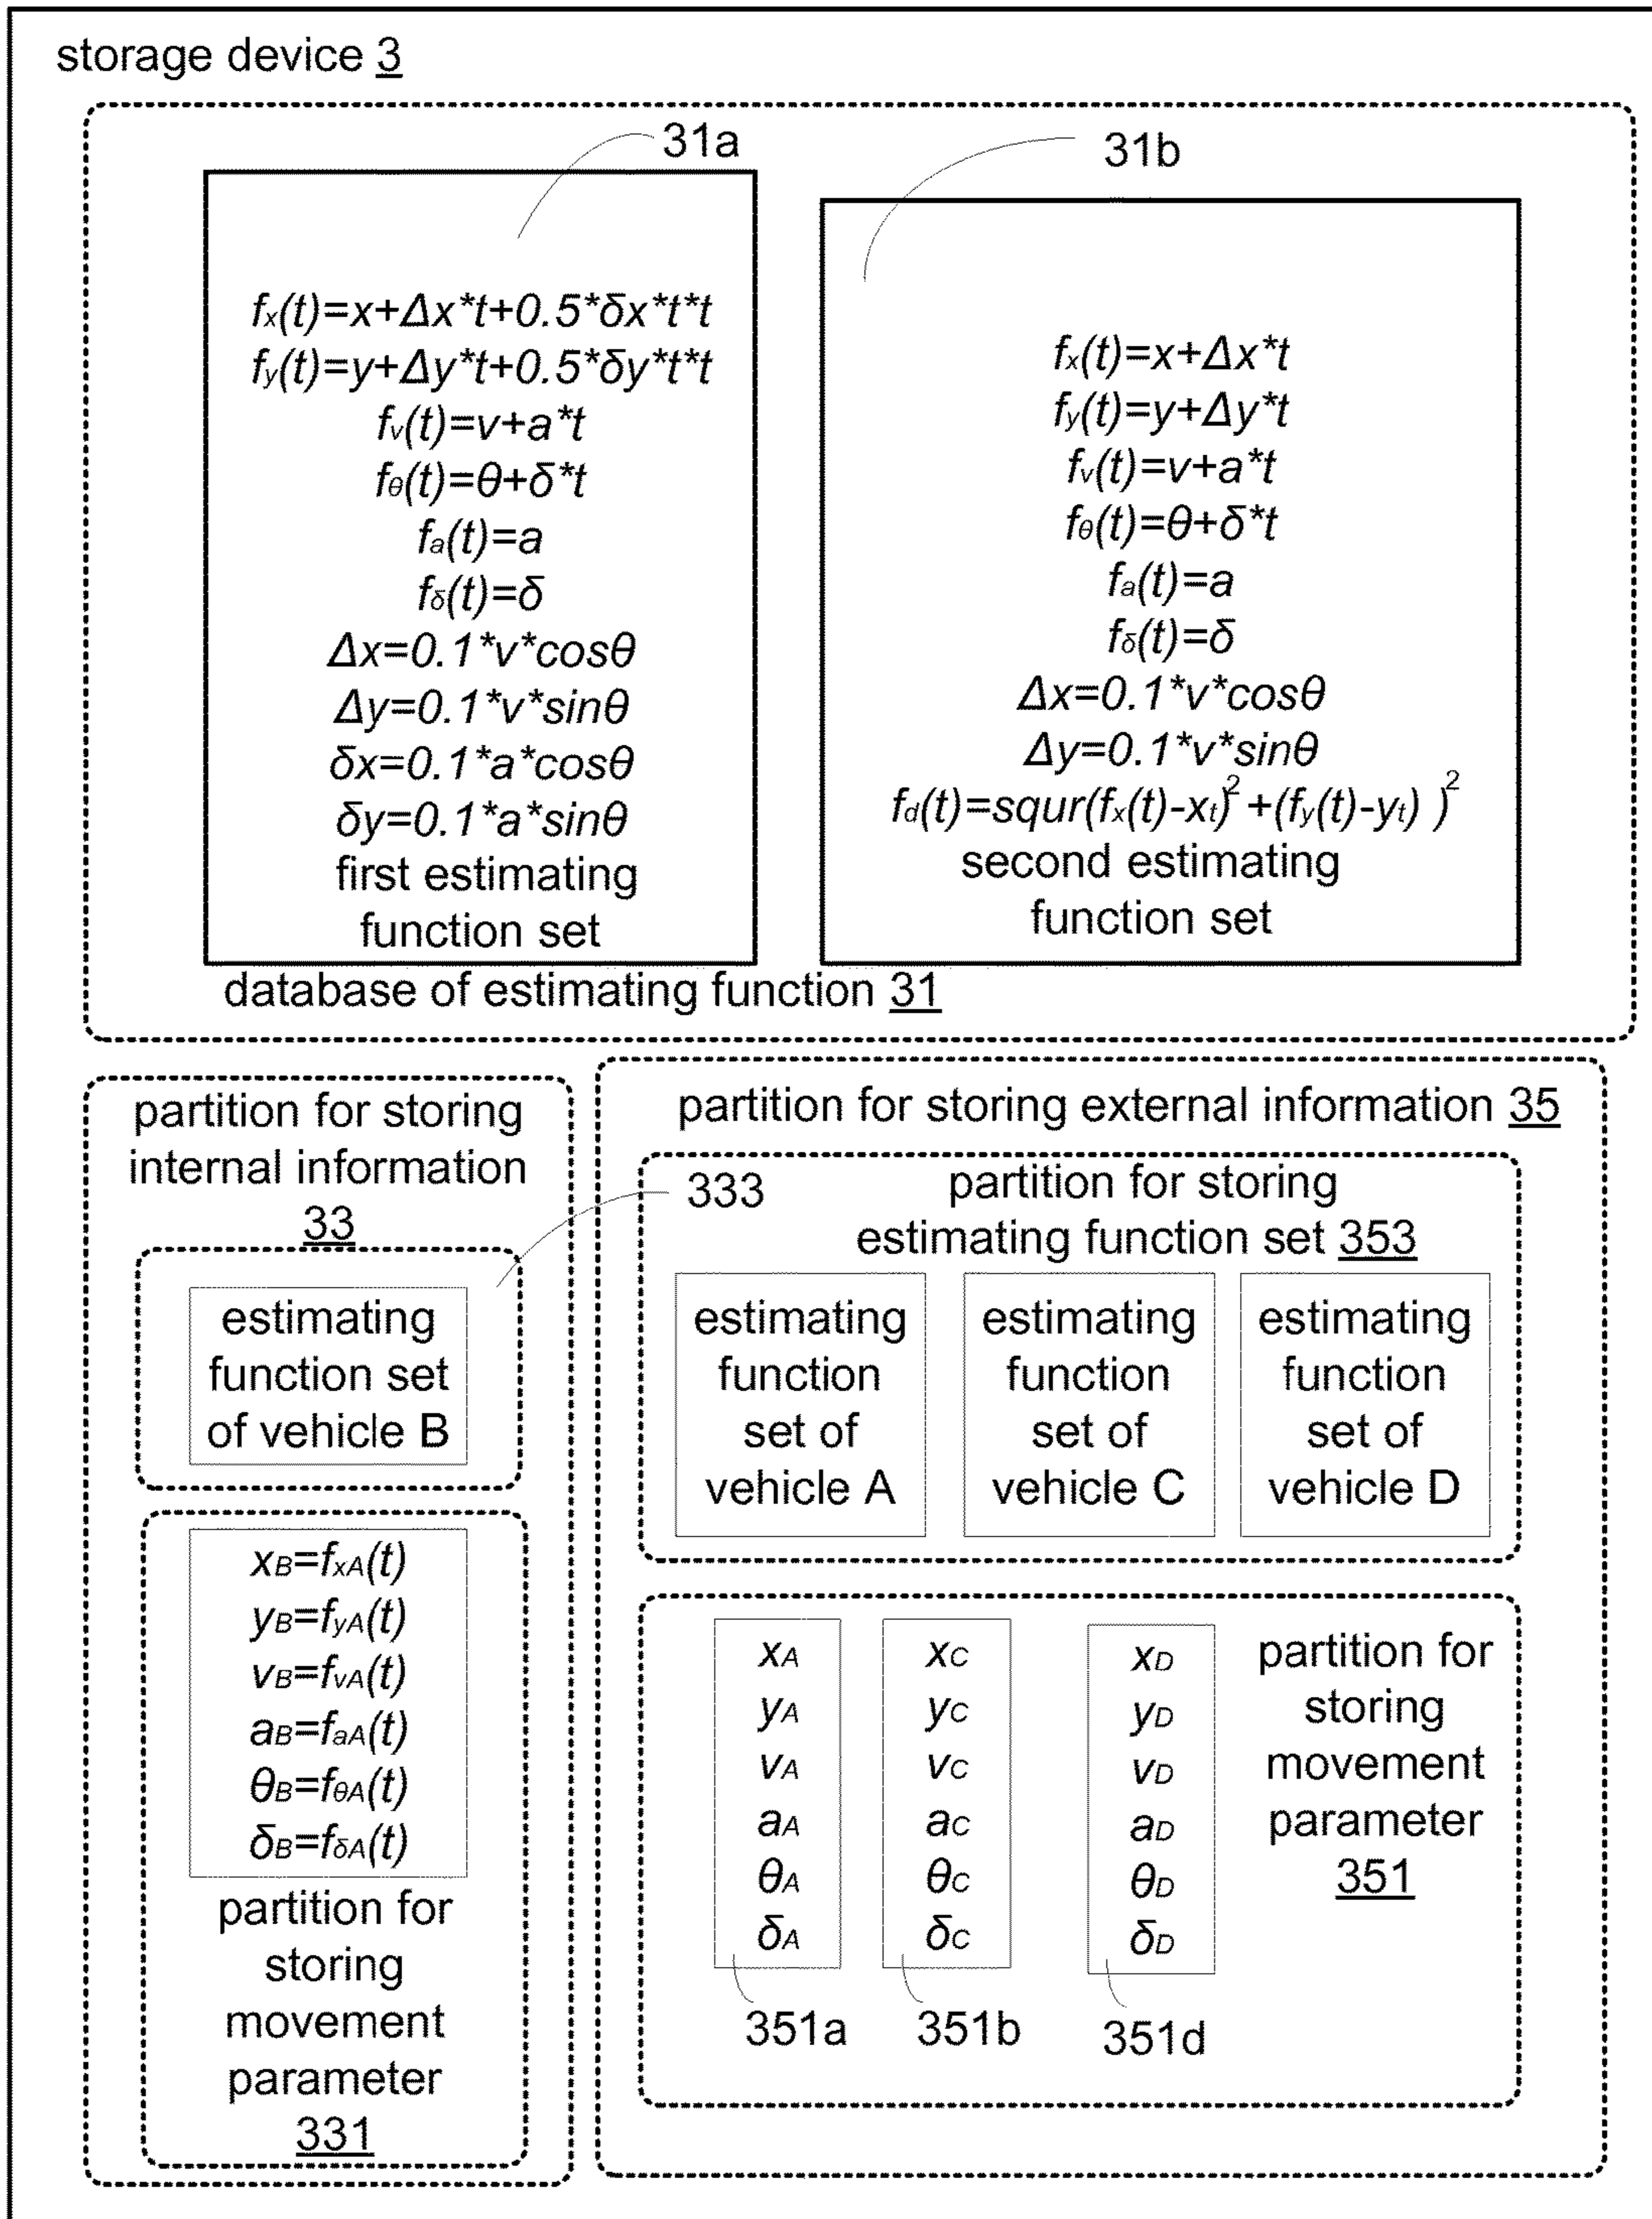 storage device 3
31a
fx(t)=x+Δx*t+0.5*δx*t*t
fy(t)=y+Δy*t+0.5*δy*t*t
fv(t)=v+a*t
fθ(t)=θ+δ*t
fa(t)=a
fδ(t)=δ
Δx=0.1*v*cosθ
Δy=0.1*v*sinθ
δx=0.1*a*cosθ
δy=0.1*a*sinθ
first estimating
function set
31b
fx(t)=x+Δx*t
fy(t)=y+Δy*t
fv(t)=v+a*t
fθ(t)=θ+δ*t
fa(t)=a
fδ(t)=δ
Δx=0.1*v*cosθ
Δy=0.1*v*sinθ
fd(t)=squr(fx(t)-xt)²+(fy(t)-yt) )²
second estimating
function set
database of estimating function 31
partition for storing
internal information
33
333
estimating
function set
of vehicle B
xB=fxA(t)
yB=fyA(t)
vB=fvA(t)
aB=faA(t)
θB=fθA(t)
δB=fδA(t)
partition for
storing
movement
parameter
331
partition for storing external information 35
partition for storing
estimating function set 353
estimating
function
set of
vehicle A
estimating
function
set of
vehicle C
estimating
function
set of
vehicle D
xA
yA
vA
aA
θA
δA
351a
xC
yC
vC
aC
θC
δC
351b
xD
yD
vD
aD
θD
δD
351d
partition for
storing
movement
parameter
351